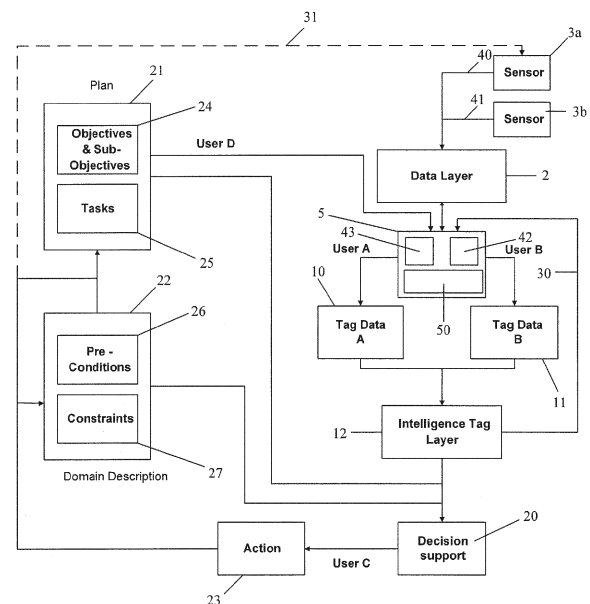 31
3a
40
Sensor
Plan
21
24
41
3b
Sensor
Objectives
& Sub-
Objectives
User D
Data Layer
2
Tasks
5
43
42
User A
User B
25
10
30
22
26
Tag Data
A
50
Tag Data
B
Pre -
Conditions
11
12
Intelligence Tag
Layer
Constraints
27
Domain Description
20
Action
Decision
support
User C
23